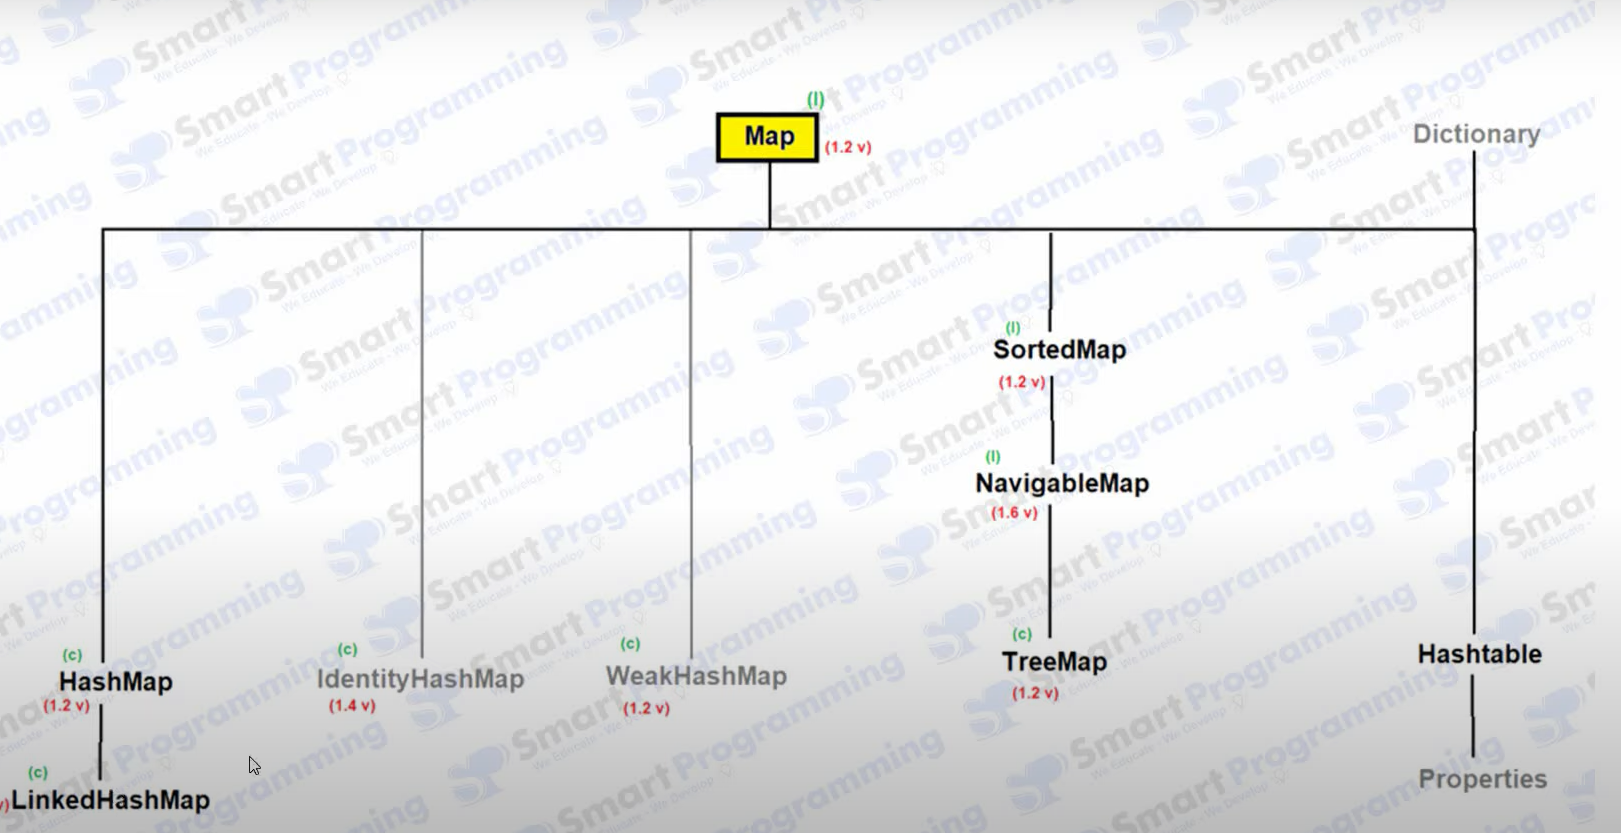 (I)
Map
(1.2 v)
Dictionary
(I)
SortedMap
(1.2 v)
(I)
NavigableMap
(1.6 v)
(c)
HashMap
(1.2 v)
(c)
IdentityHashMap
(1.4 v)
(c)
WeakHashMap
(1.2 v)
(c)
TreeMap
(1.2 v)
Hashtable
(c)
v)
LinkedHashMap
Properties
Smart Programming
We Educate - We Develop